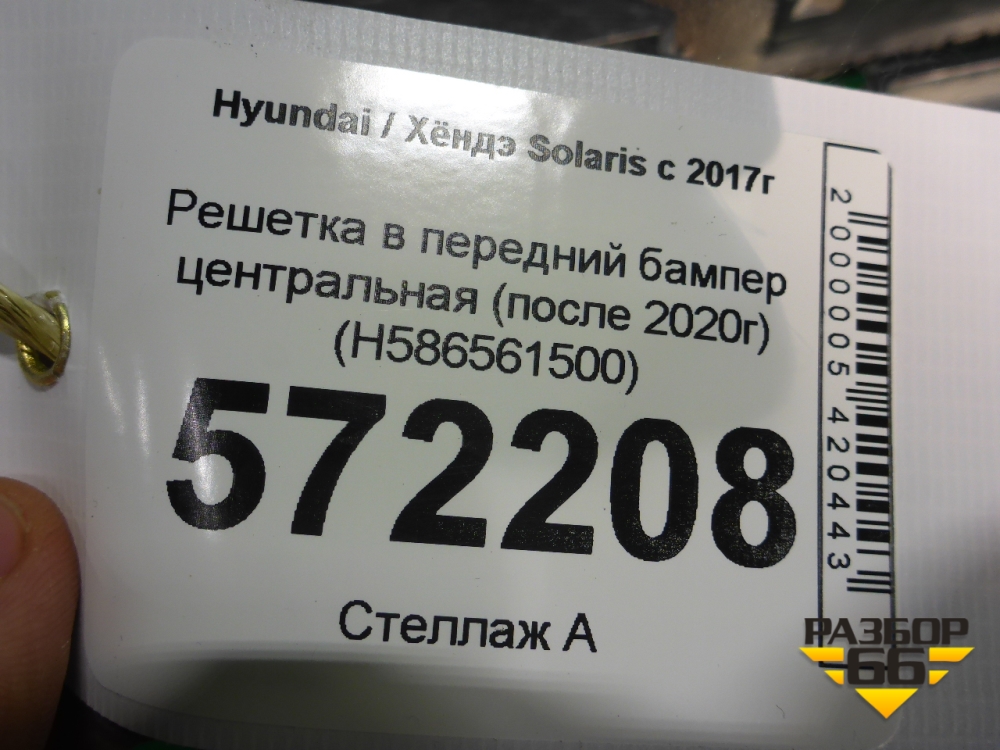 Hyundai / Хёндэ Solaris с 2017г
Решетка в передний бампер
центральная (после 2020г)
(H586561500)
572208
Стеллаж А
2000005420443
РАЗБОР
66